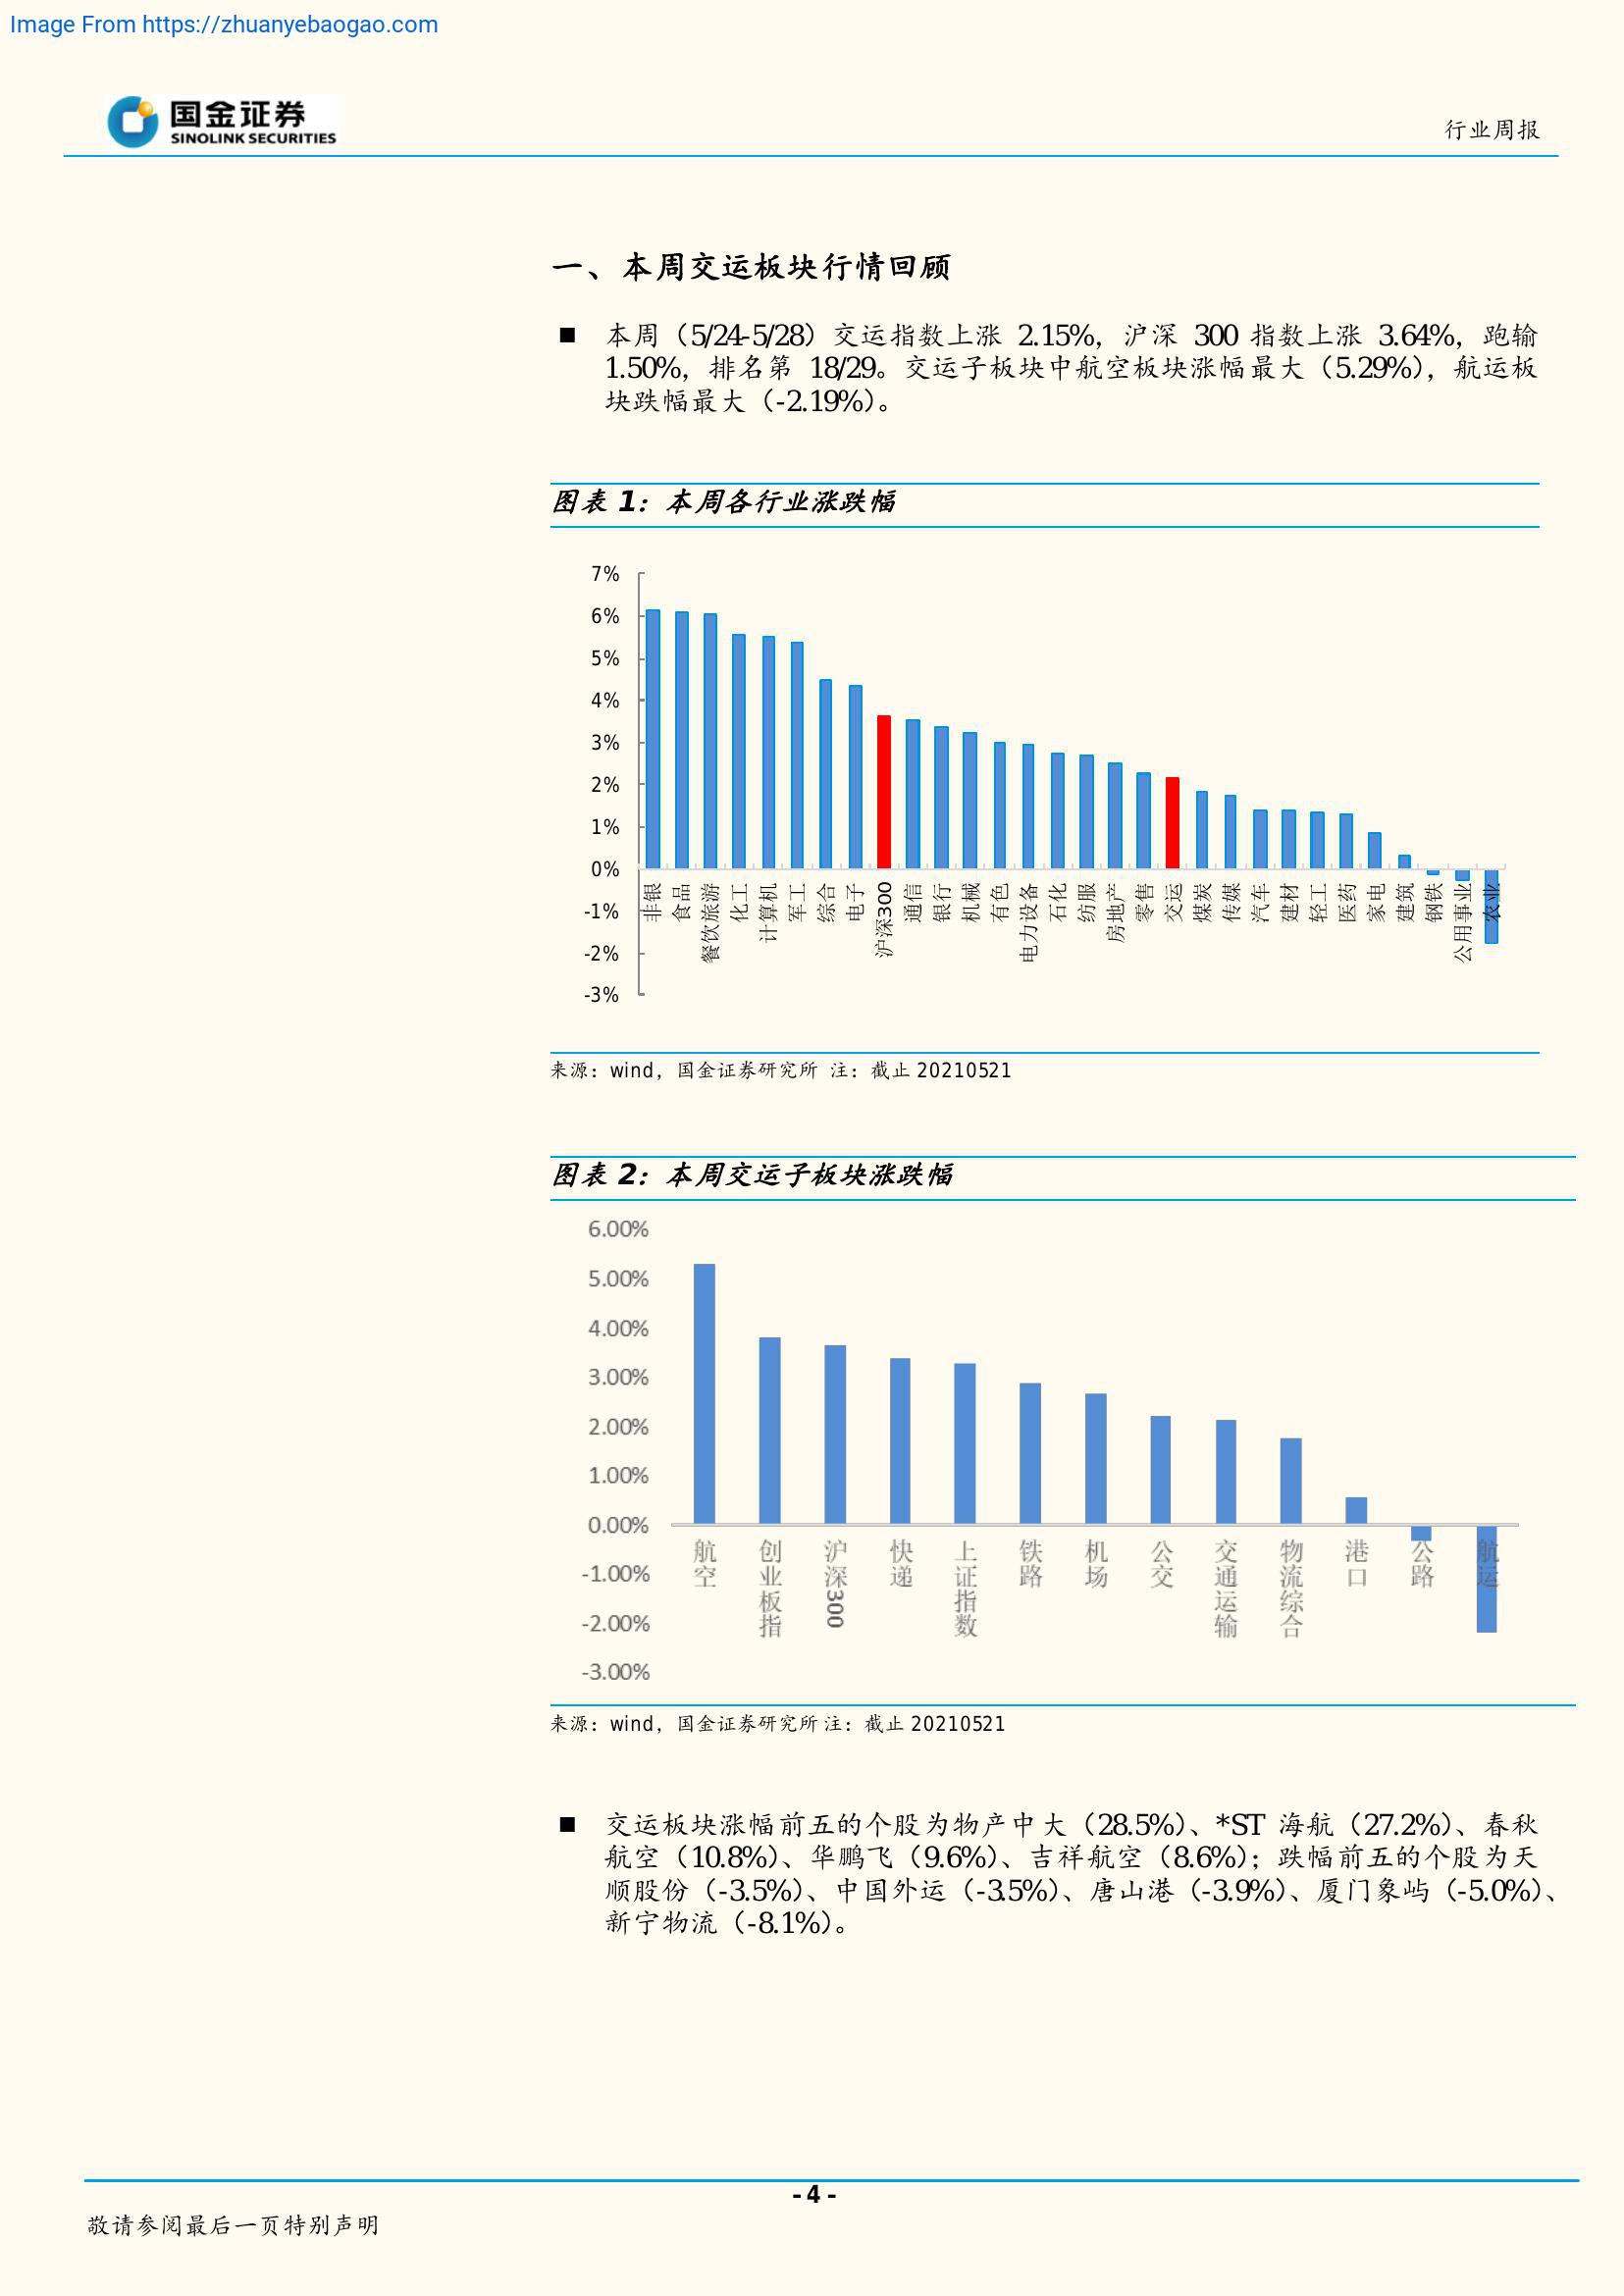 Image From https://zhuanyebaogao.com
国金证券
SINOLINK SECURITIES
行业周报
一、本周交运板块行情回顾
■ 本周（5/24-5/28）交运指数上涨 2.15%，沪深 300 指数上涨 3.64%，跑输
1.50%，排名第 18/29。交运子板块中航空板块涨幅最大（5.29%），航运板
块跌幅最大（-2.19%）。
图表 1：本周各行业涨跌幅
7%
6%
5%
4%
3%
2%
1%
0%
-1%
-2%
-3%
非银
食品
餐饮旅游
化工
计算机
军工
综合
电子
沪深300
通信
银行
机械
有色
电力设备
石化
纺服
房地产
零售
交运
煤炭
传媒
汽车
建材
轻工
医药
家电
建筑
钢铁
公用事业
农业
来源：wind，国金证券研究所 注：截止 20210521
图表 2：本周交运子板块涨跌幅
6.00%
5.00%
4.00%
3.00%
2.00%
1.00%
0.00%
-1.00%
-2.00%
-3.00%
航空
创业板指
沪深300
快递
上证指数
铁路
机场
公交
交通运输
物流综合
港口
公路
航运
来源：wind，国金证券研究所 注：截止 20210521
■ 交运板块涨幅前五的个股为物产中大（28.5%）、*ST 海航（27.2%）、春秋
航空（10.8%）、华鹏飞（9.6%）、吉祥航空（8.6%）；跌幅前五的个股为天
顺股份（-3.5%）、中国外运（-3.5%）、唐山港（-3.9%）、厦门象屿（-5.0%）、
新宁物流（-8.1%）。
- 4 -
敬请参阅最后一页特别声明